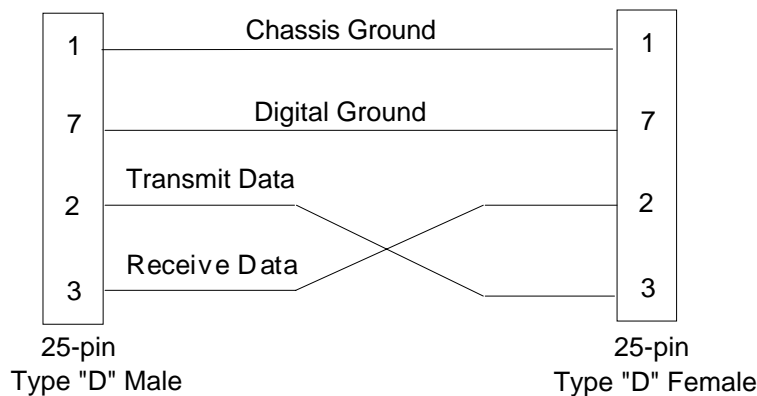 Chassis Ground
1 1
Digital Ground
7 7
Transmit Data
2 2
Receive Data
3 3
25-pin 25-pin
Type "D" Male Type "D" Female